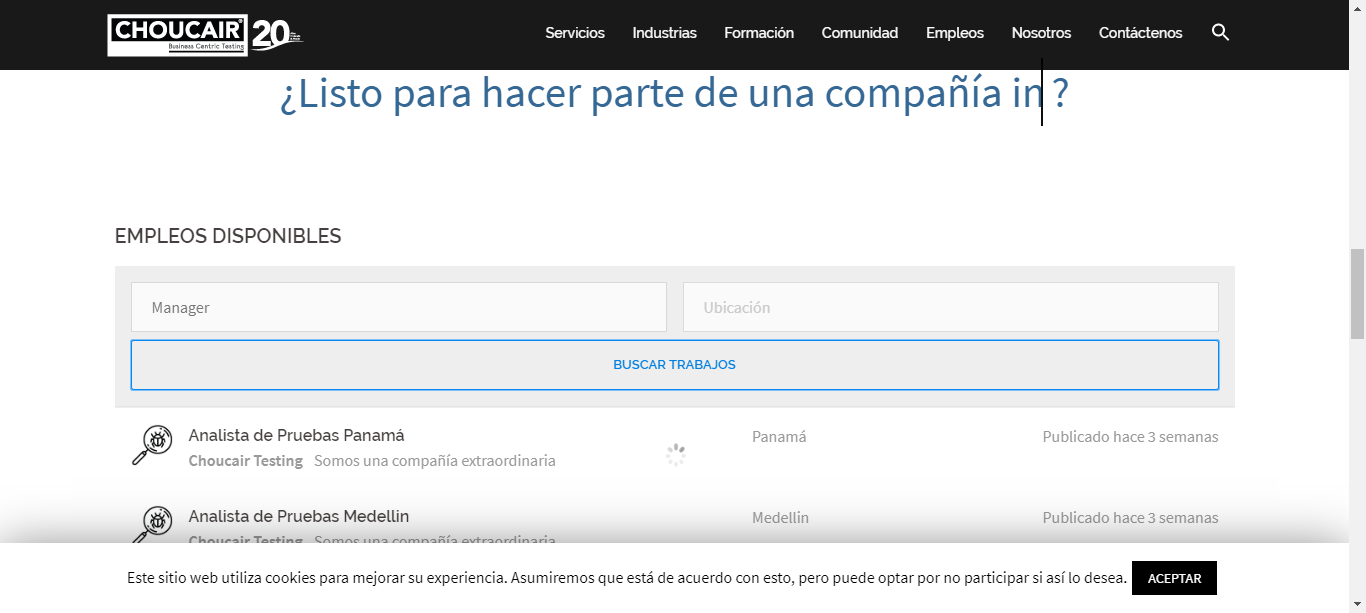 CHOUCAIR
Business Centric Testing
20
Servicios Industrias Formación Comunidad Empleos Nosotros Contáctenos
¿Listo para hacer parte de una compañía in ?
EMPLEOS DISPONIBLES
Manager Ubicación
BUSCAR TRABAJOS
Analista de Pruebas Panamá Panamá Publicado hace 3 semanas
Choucair Testing Somos una compañía extraordinaria
Analista de Pruebas Medellin Medellin Publicado hace 3 semanas
Choucair Testing Somos una compañía extraordinaria
Este sitio web utiliza cookies para mejorar su experiencia. Asumiremos que está de acuerdo con esto, pero puede optar por no participar si así lo desea. ACEPTAR